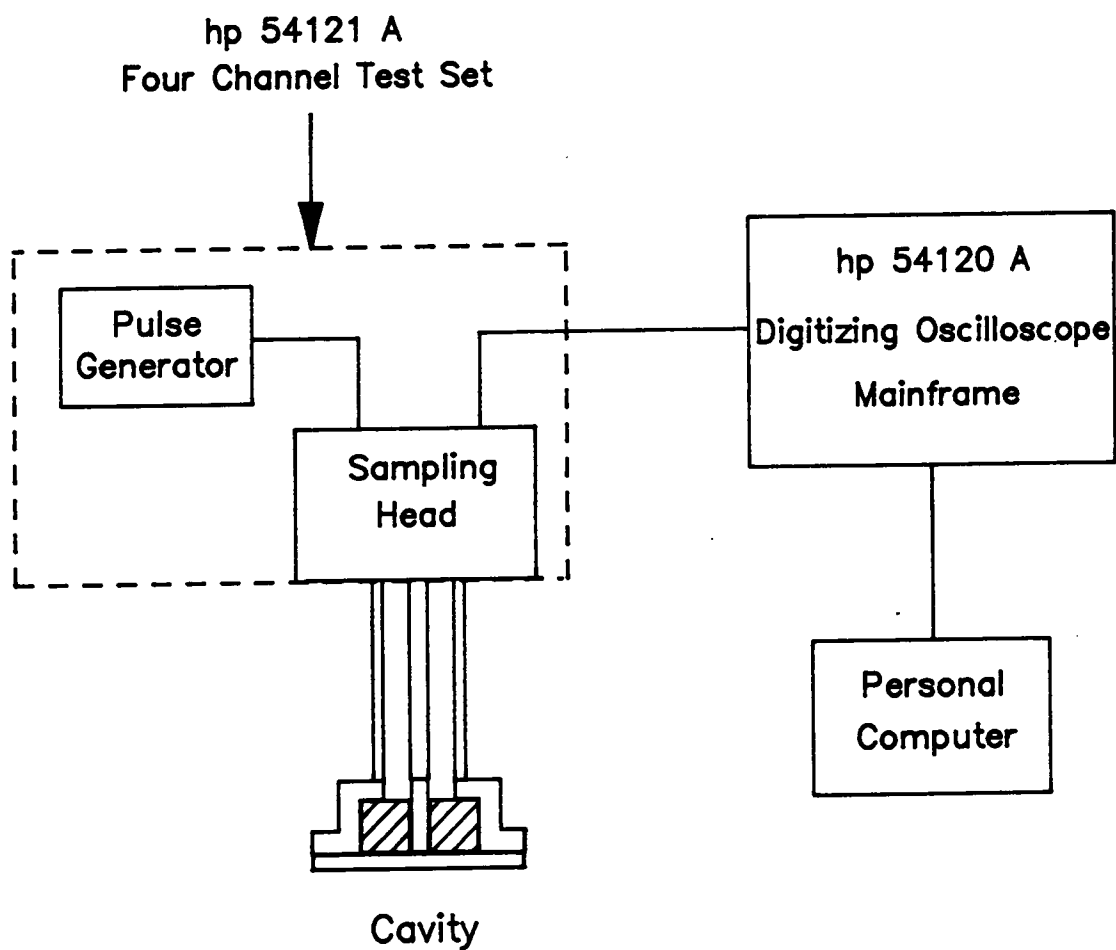 hp 54121 A
Four Channel Test Set
Pulse
Generator
Sampling
Head
hp 54120 A
Digitizing Oscilloscope
Mainframe
Personal
Computer
Cavity